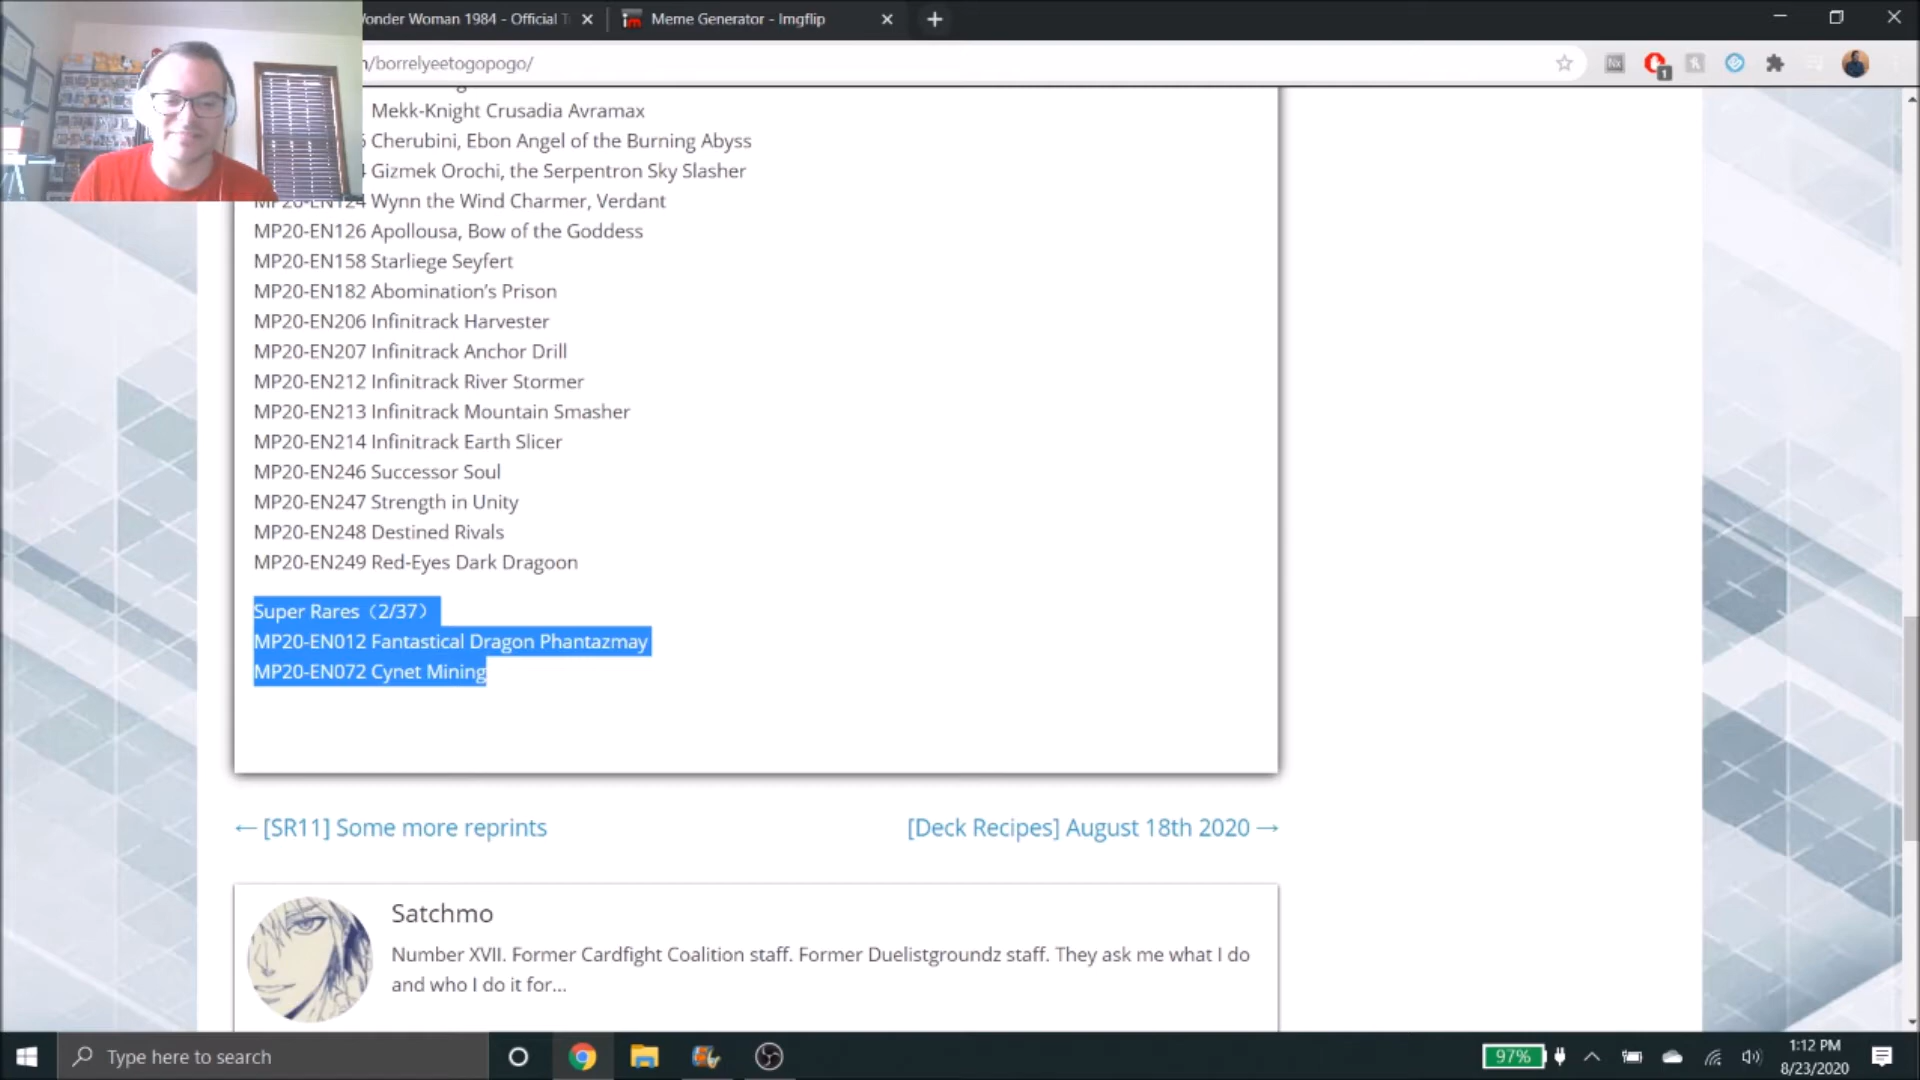 Wonder Woman 1984 - Official T
Meme Generator - Imgflip
/borrelyeetogopogo/
1
Mekk-Knight Crusadia Avramax
Cherubini, Ebon Angel of the Burning Abyss
4 Gizmek Orochi, the Serpentron Sky Slasher
MP20-EN124 Wynn the Wind Charmer, Verdant
MP20-EN126 Apollousa, Bow of the Goddess
MP20-EN158 Starliege Seyfert
MP20-EN182 Abomination’s Prison
MP20-EN206 Infinitrack Harvester
MP20-EN207 Infinitrack Anchor Drill
MP20-EN212 Infinitrack River Stormer
MP20-EN213 Infinitrack Mountain Smasher
MP20-EN214 Infinitrack Earth Slicer
MP20-EN246 Successor Soul
MP20-EN247 Strength in Unity
MP20-EN248 Destined Rivals
MP20-EN249 Red-Eyes Dark Dragoon
Super Rares（2/37）
MP20-EN012 Fantastical Dragon Phantazmay
MP20-EN072 Cynet Mining
← [SR11] Some more reprints
[Deck Recipes] August 18th 2020 →
Satchmo
Number XVII. Former Cardfight Coalition staff. Former Duelistgroundz staff. They ask me what I do
and who I do it for...
Type here to search
97%
1:12 PM
8/23/2020